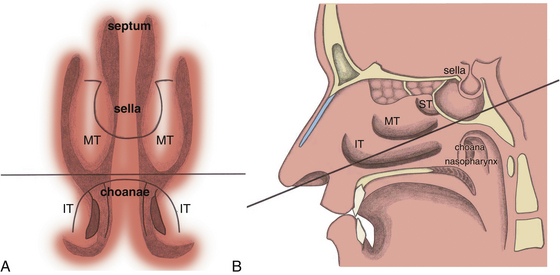 septum
sella
MT
MT
choanae
IT
IT
A
sella
ST
MT
IT
choana
nasopharynx
B